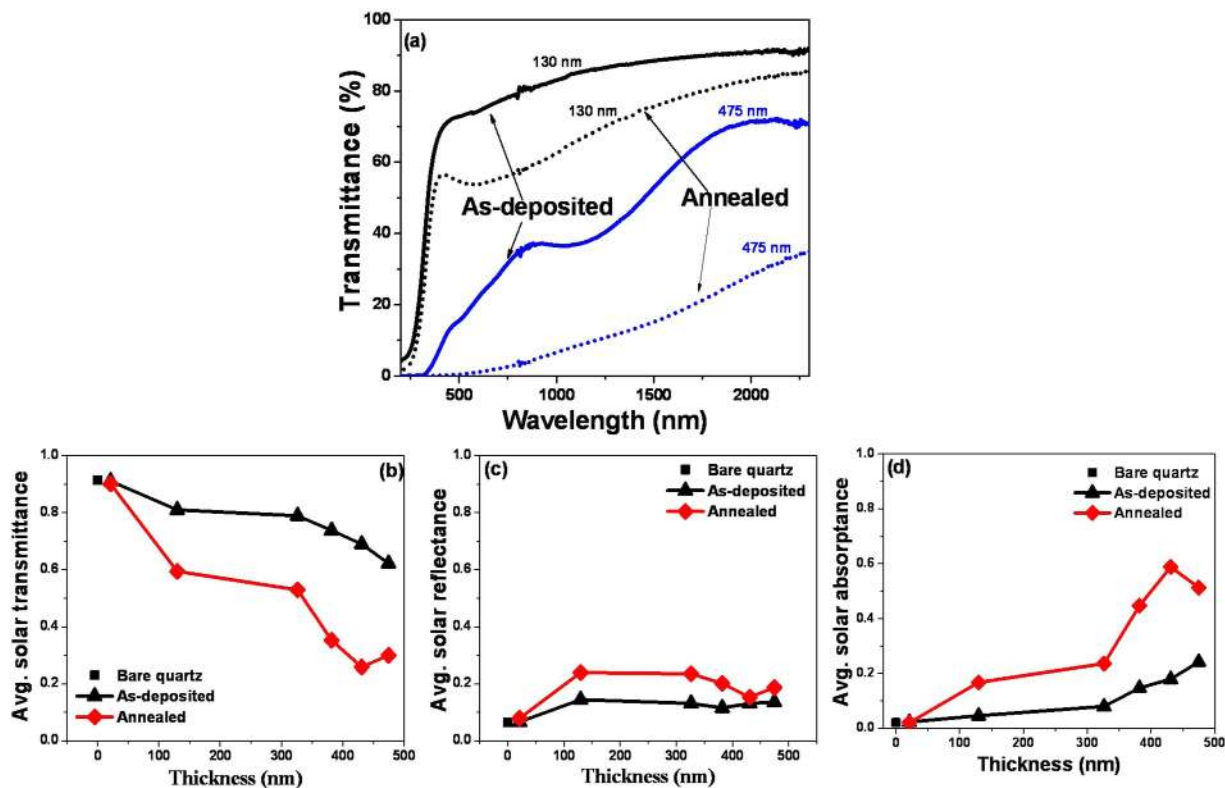 (a)
Transmittance (%)
100
80
60
40
20
0
130 nm
130 nm
475 nm
475 nm
As-deposited
Annealed
500
1000
1500
2000
Wavelength (nm)
(b)
Avg. solar transmittance
1.0
0.8
0.6
0.4
0.2
0.0
Bare quartz
As-deposited
Annealed
0
100
200
300
400
500
Thickness (nm)
(c)
Avg. solar reflectance
1.0
0.8
0.6
0.4
0.2
0.0
Bare quartz
As-deposited
Annealed
0
100
200
300
400
500
Thickness (nm)
(d)
Avg. solar absorptance
1.0
0.8
0.6
0.4
0.2
0.0
Bare quartz
As-deposited
Annealed
0
100
200
300
400
500
Thickness (nm)